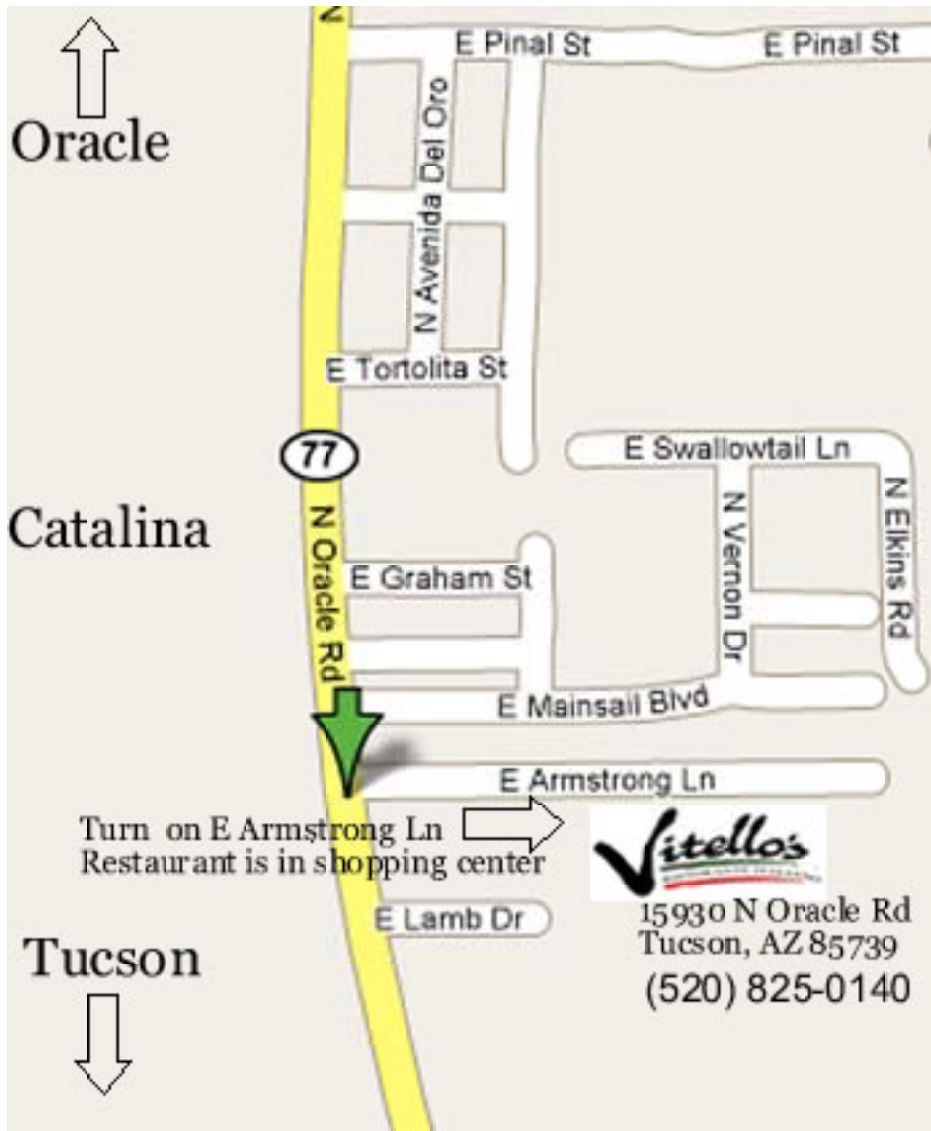 N
E Pinal St
E Pinal St
Oracle
N Avenida Del Oro
E Tortolita St
77
E Swallowtail Ln
N Vernon Dr
N Elkins Rd
Catalina
N Oracle Rd
E Graham St
E Mainsail Blvd
E Armstrong Ln
Turn on E Armstrong Ln
Restaurant is in shopping center
Vitello's
15930 N Oracle Rd
Tucson, AZ 85739
(520) 825-0140
E Lamb Dr
Tucson